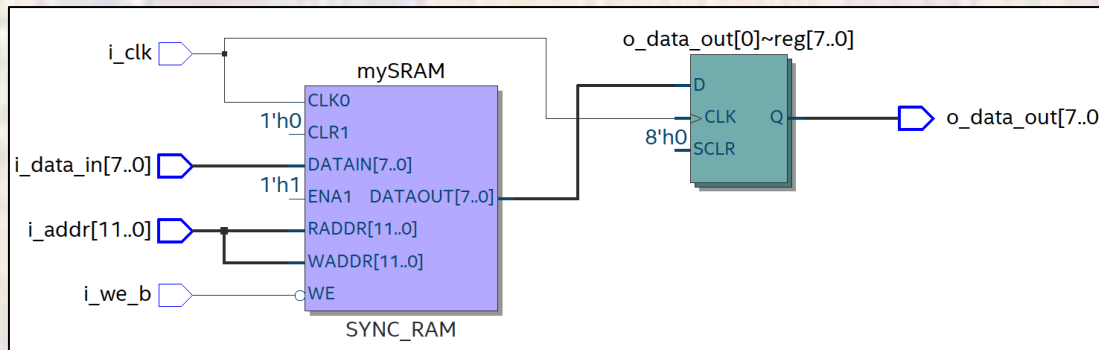 i_clk
mySRAM
CLK0
1'h0
CLR1
i_data_in[7..0]
DATAIN[7..0]
1'h1
ENA1
DATAOUT[7..0]
i_addr[11..0]
RADDR[11..0]
WADDR[11..0]
i_we_b
WE
SYNC_RAM
o_data_out[0]~reg[7..0]
D
CLK
Q
8'h0
SCLR
o_data_out[7..0